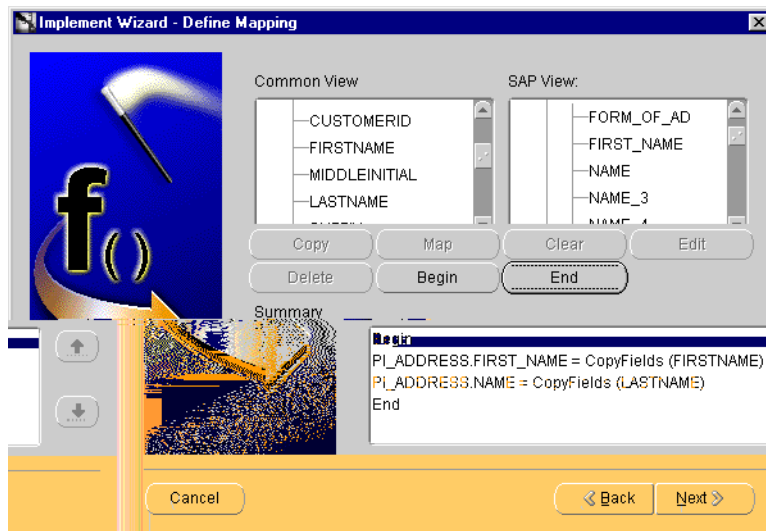 Implement Wizard - Define Mapping
Common View
SAP View:
CUSTOMERID
FIRSTNAME
MIDDLEINITIAL
LASTNAME
FORM_OF_AD
FIRST_NAME
NAME
NAME_3
f()
Copy
Map
Clear
Edit
Delete
Begin
End
Summary
Begin
PI_ADDRESS.FIRST_NAME = CopyFields (FIRSTNAME)
PI_ADDRESS.NAME = CopyFields (LASTNAME)
End
Cancel
Back
Next